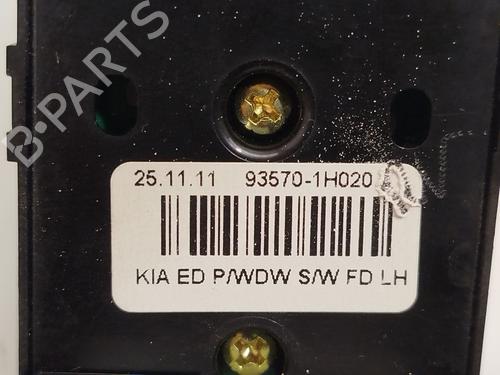 B-PARTS
25.11.11 93570-1H020
KIA ED P/WDW S/W FD LH